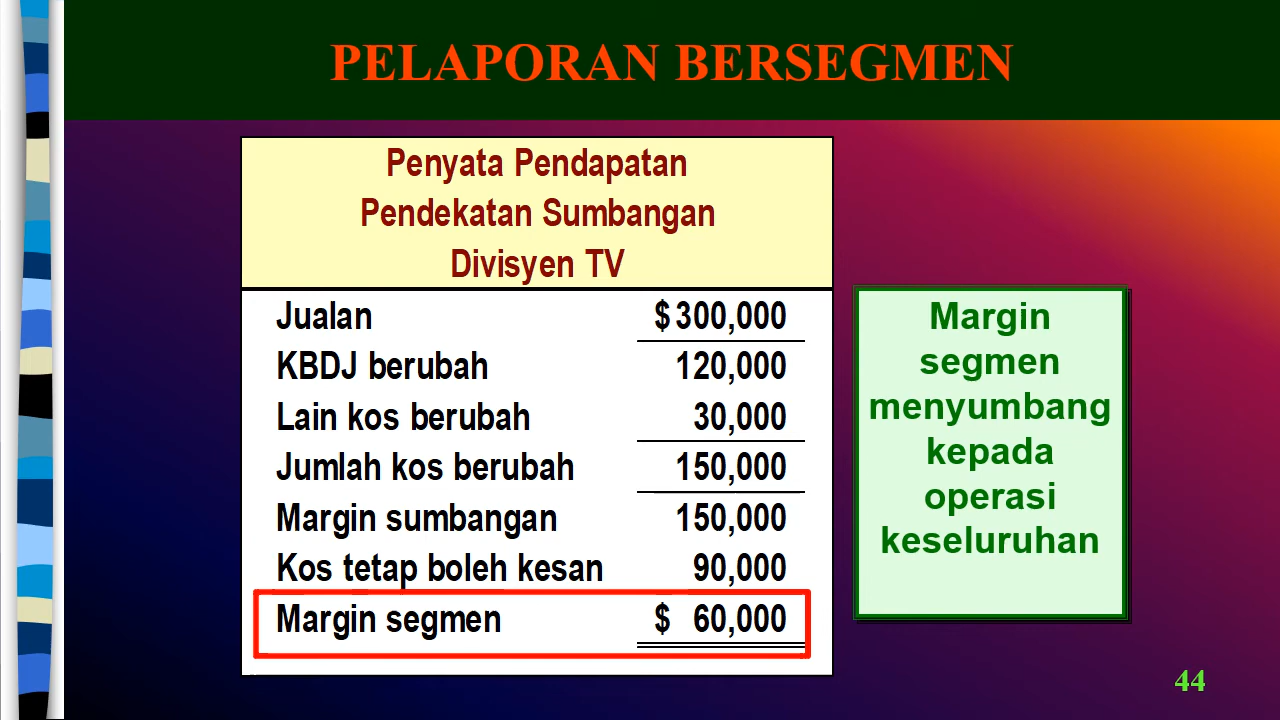 PELAPORAN BERSEGMEN
Penyata Pendapatan
Pendekatan Sumbangan
Divisyen TV
Jualan $ 300,000
KBDJ berubah 120,000
Lain kos berubah 30,000
Jumlah kos berubah 150,000
Margin sumbangan 150,000
Kos tetap boleh kesan 90,000
Margin segmen $ 60,000
Margin
segmen
menyumbang
kepada
operasi
keseluruhan
44